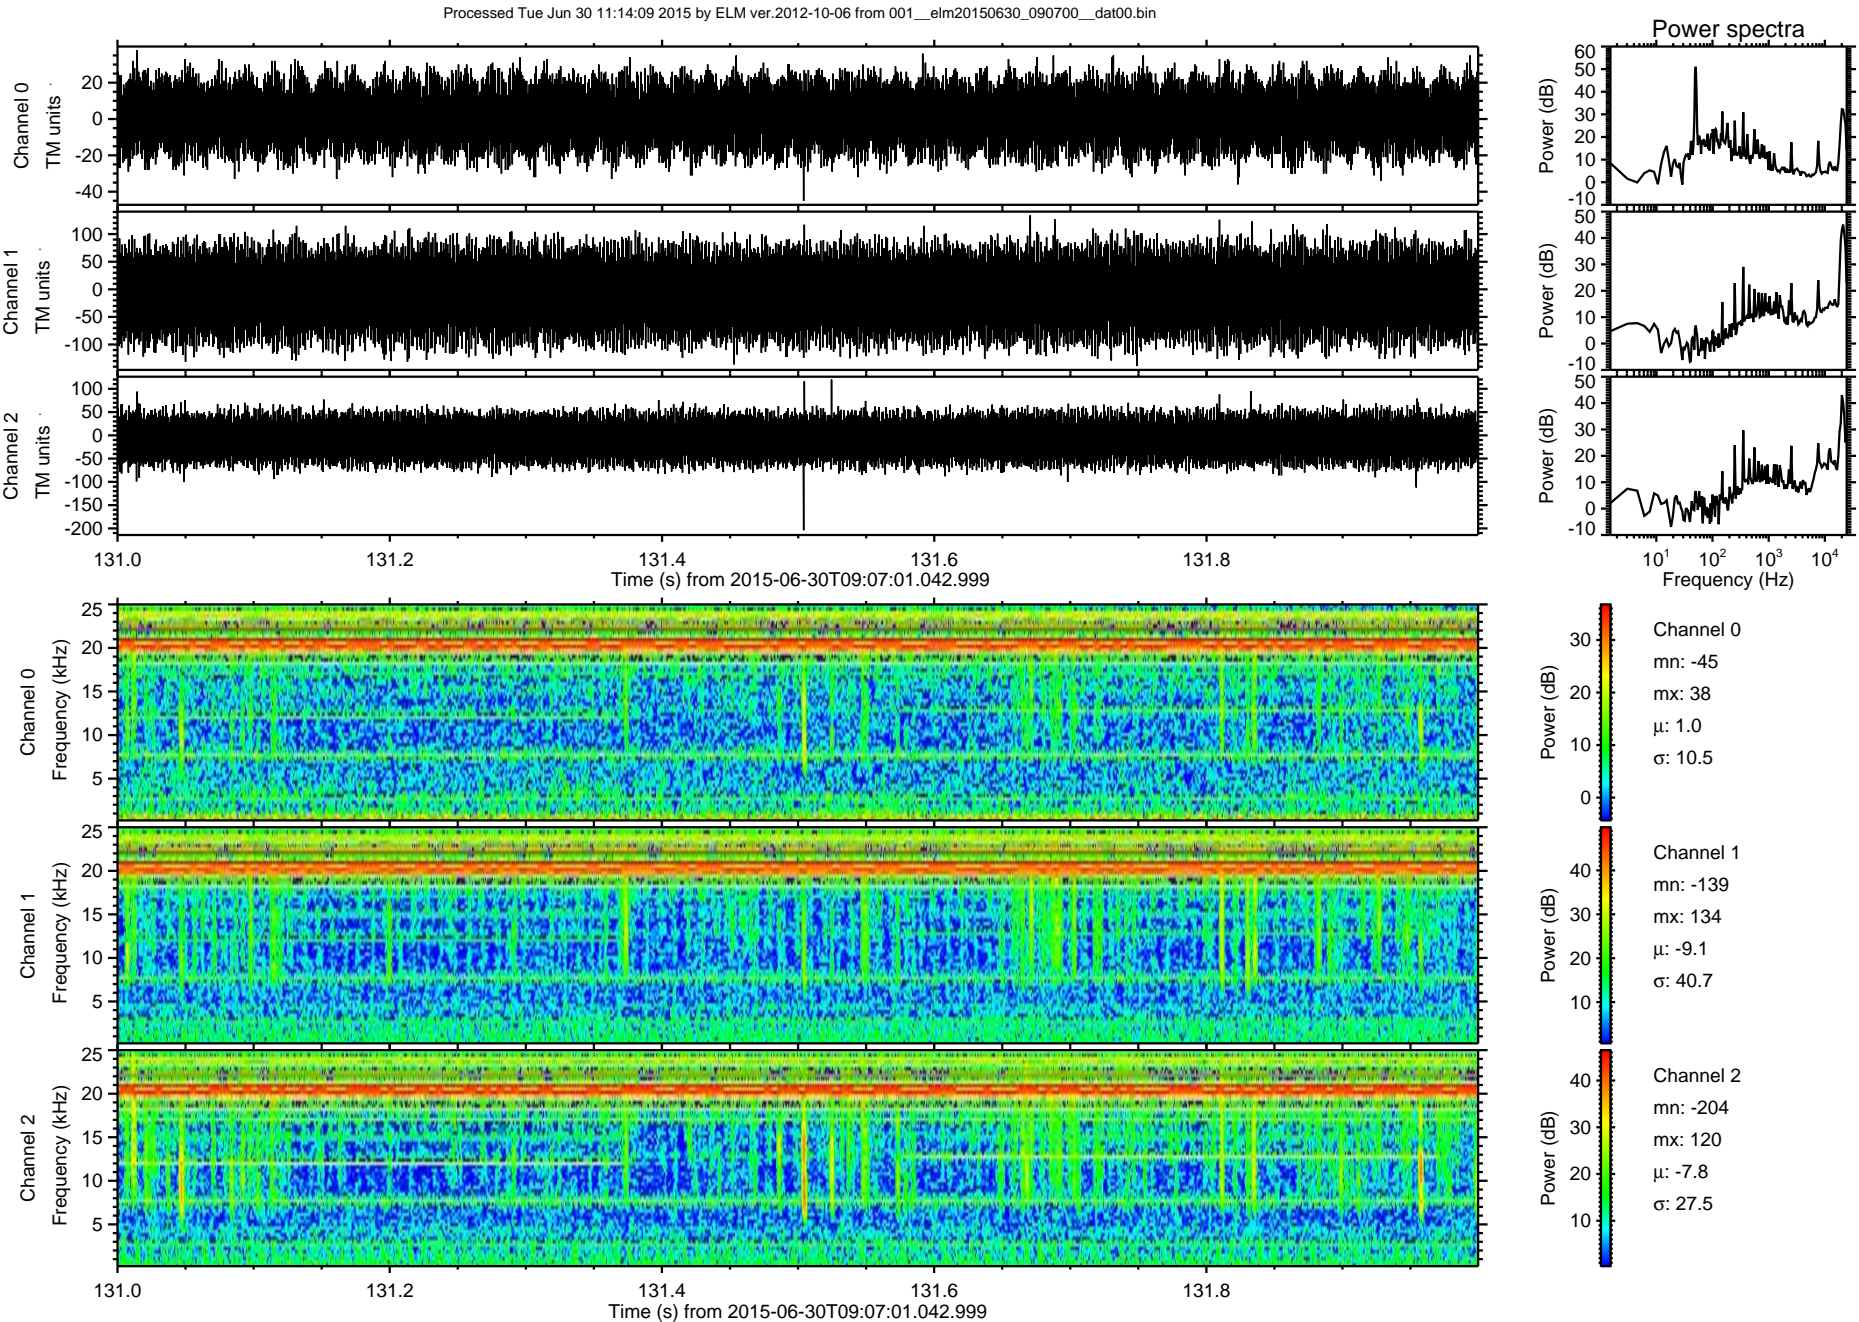 Processed Tue Jun 30 11:14:09 2015 by ELM ver.2012-10-06 from 001__elm20150630_090700__dat00.bin
Power spectra
Channel 0
TM units
20
0
-20
-40
Power (dB)
60
50
40
30
20
10
0
-10
Channel 1
TM units
100
50
0
-50
-100
Power (dB)
50
40
30
20
10
0
-10
Channel 2
TM units
100
50
0
-50
-100
-150
-200
Power (dB)
50
40
30
20
10
0
-10
131.0 131.2 131.4 131.6 131.8
Time (s) from 2015-06-30T09:07:01.042.999
10¹ 10² 10³ 10⁴
Frequency (Hz)
Channel 0
Frequency (kHz)
25
20
15
10
5
Power (dB)
30
20
10
0
Channel 0
mn: -45
mx: 38
μ: 1.0
σ: 10.5
Channel 1
Frequency (kHz)
25
20
15
10
5
Power (dB)
40
30
20
10
Channel 1
mn: -139
mx: 134
μ: -9.1
σ: 40.7
Channel 2
Frequency (kHz)
25
20
15
10
5
Power (dB)
40
30
20
10
Channel 2
mn: -204
mx: 120
μ: -7.8
σ: 27.5
131.0 131.2 131.4 131.6 131.8
Time (s) from 2015-06-30T09:07:01.042.999